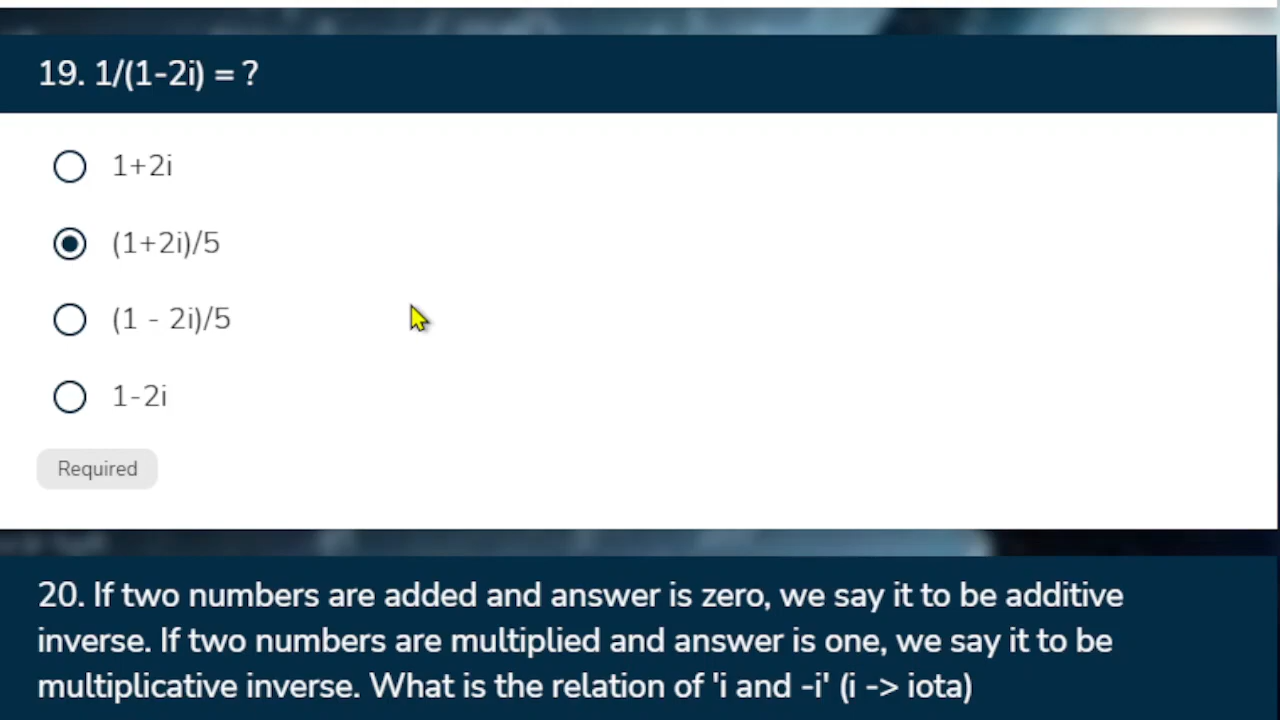 19. 1/(1-2i) = ?
1+2i
(1+2i)/5
(1 - 2i)/5
1-2i
Required
20. If two numbers are added and answer is zero, we say it to be additive
inverse. If two numbers are multiplied and answer is one, we say it to be
multiplicative inverse. What is the relation of 'i and -i' (i -> iota)